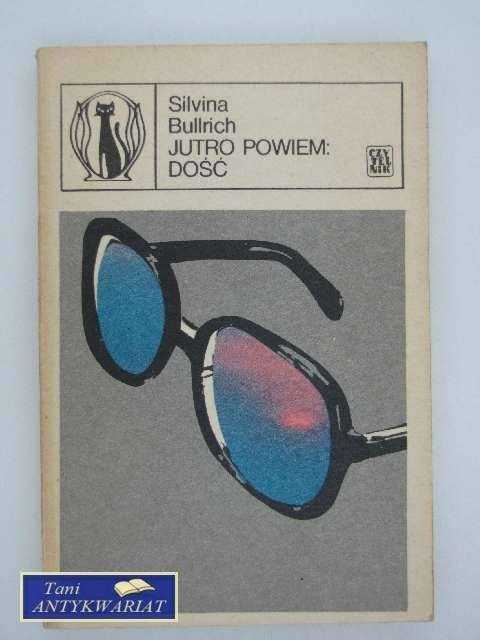 Silvina
Bullrich
JUTRO POWIEM:
DOŚĆ
CZY
TEL
NIK
Tani
ANTYKWARIAT